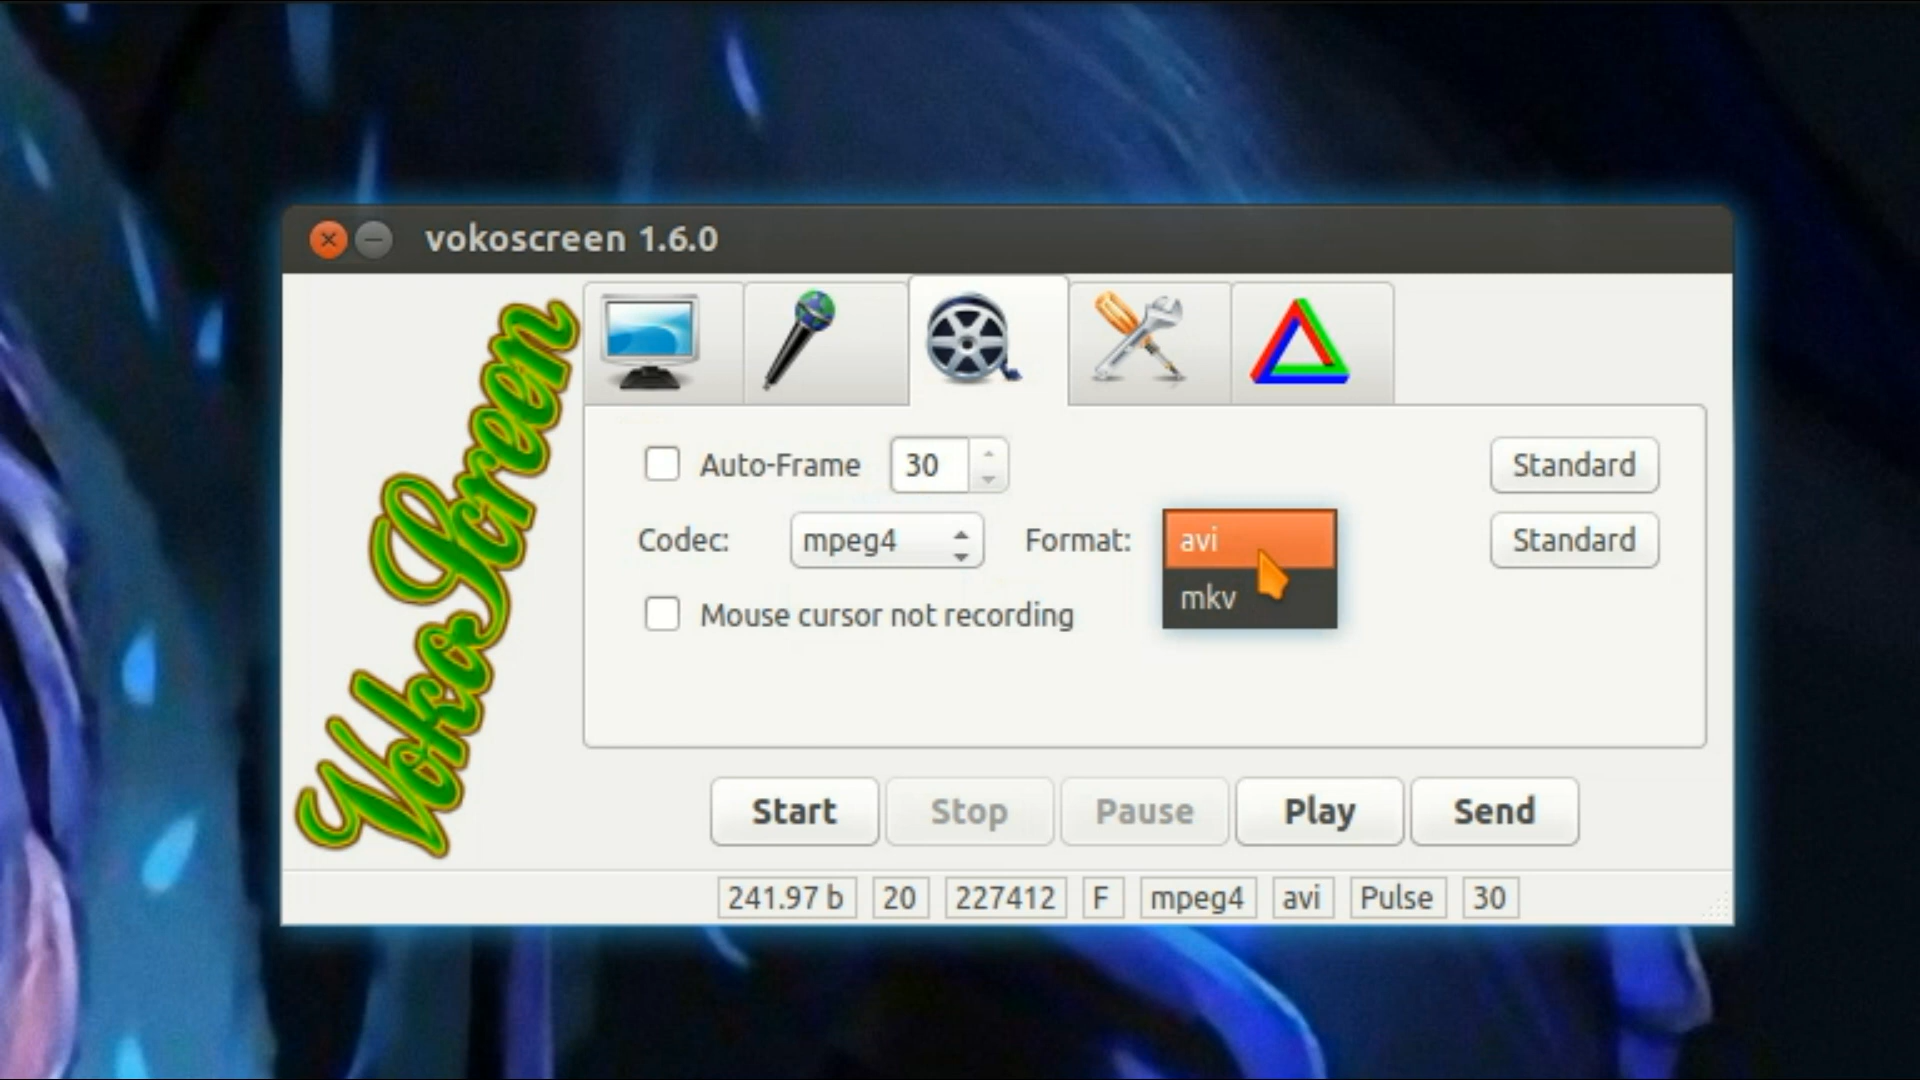 vokoscreen 1.6.0
VokoScreen
Auto-Frame 30 Standard
Codec: mpeg4 Format: avi Standard
mkv
Mouse cursor not recording
Start Stop Pause Play Send
241.97 b 20 227412 F mpeg4 avi Pulse 30